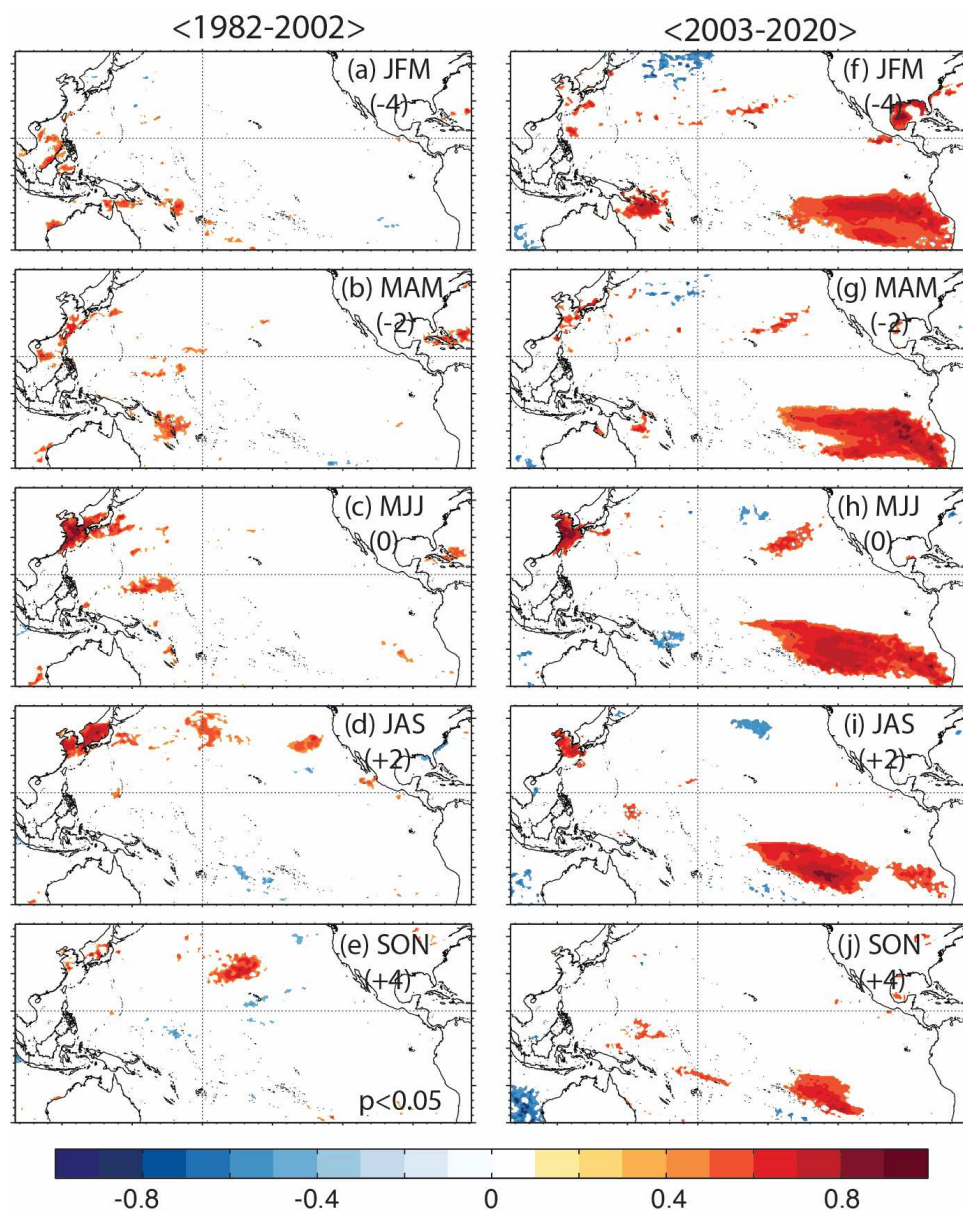 <1982-2002>
<2003-2020>
(a) JFM
(-4)
(f) JFM
(-4)
(b) MAM
(-2)
(g) MAM
(-2)
(c) MJJ
(0)
(h) MJJ
(0)
(d) JAS
(+2)
(i) JAS
(+2)
(e) SON
(+4)
p<0.05
(j) SON
(+4)
-0.8 -0.4 0 0.4 0.8